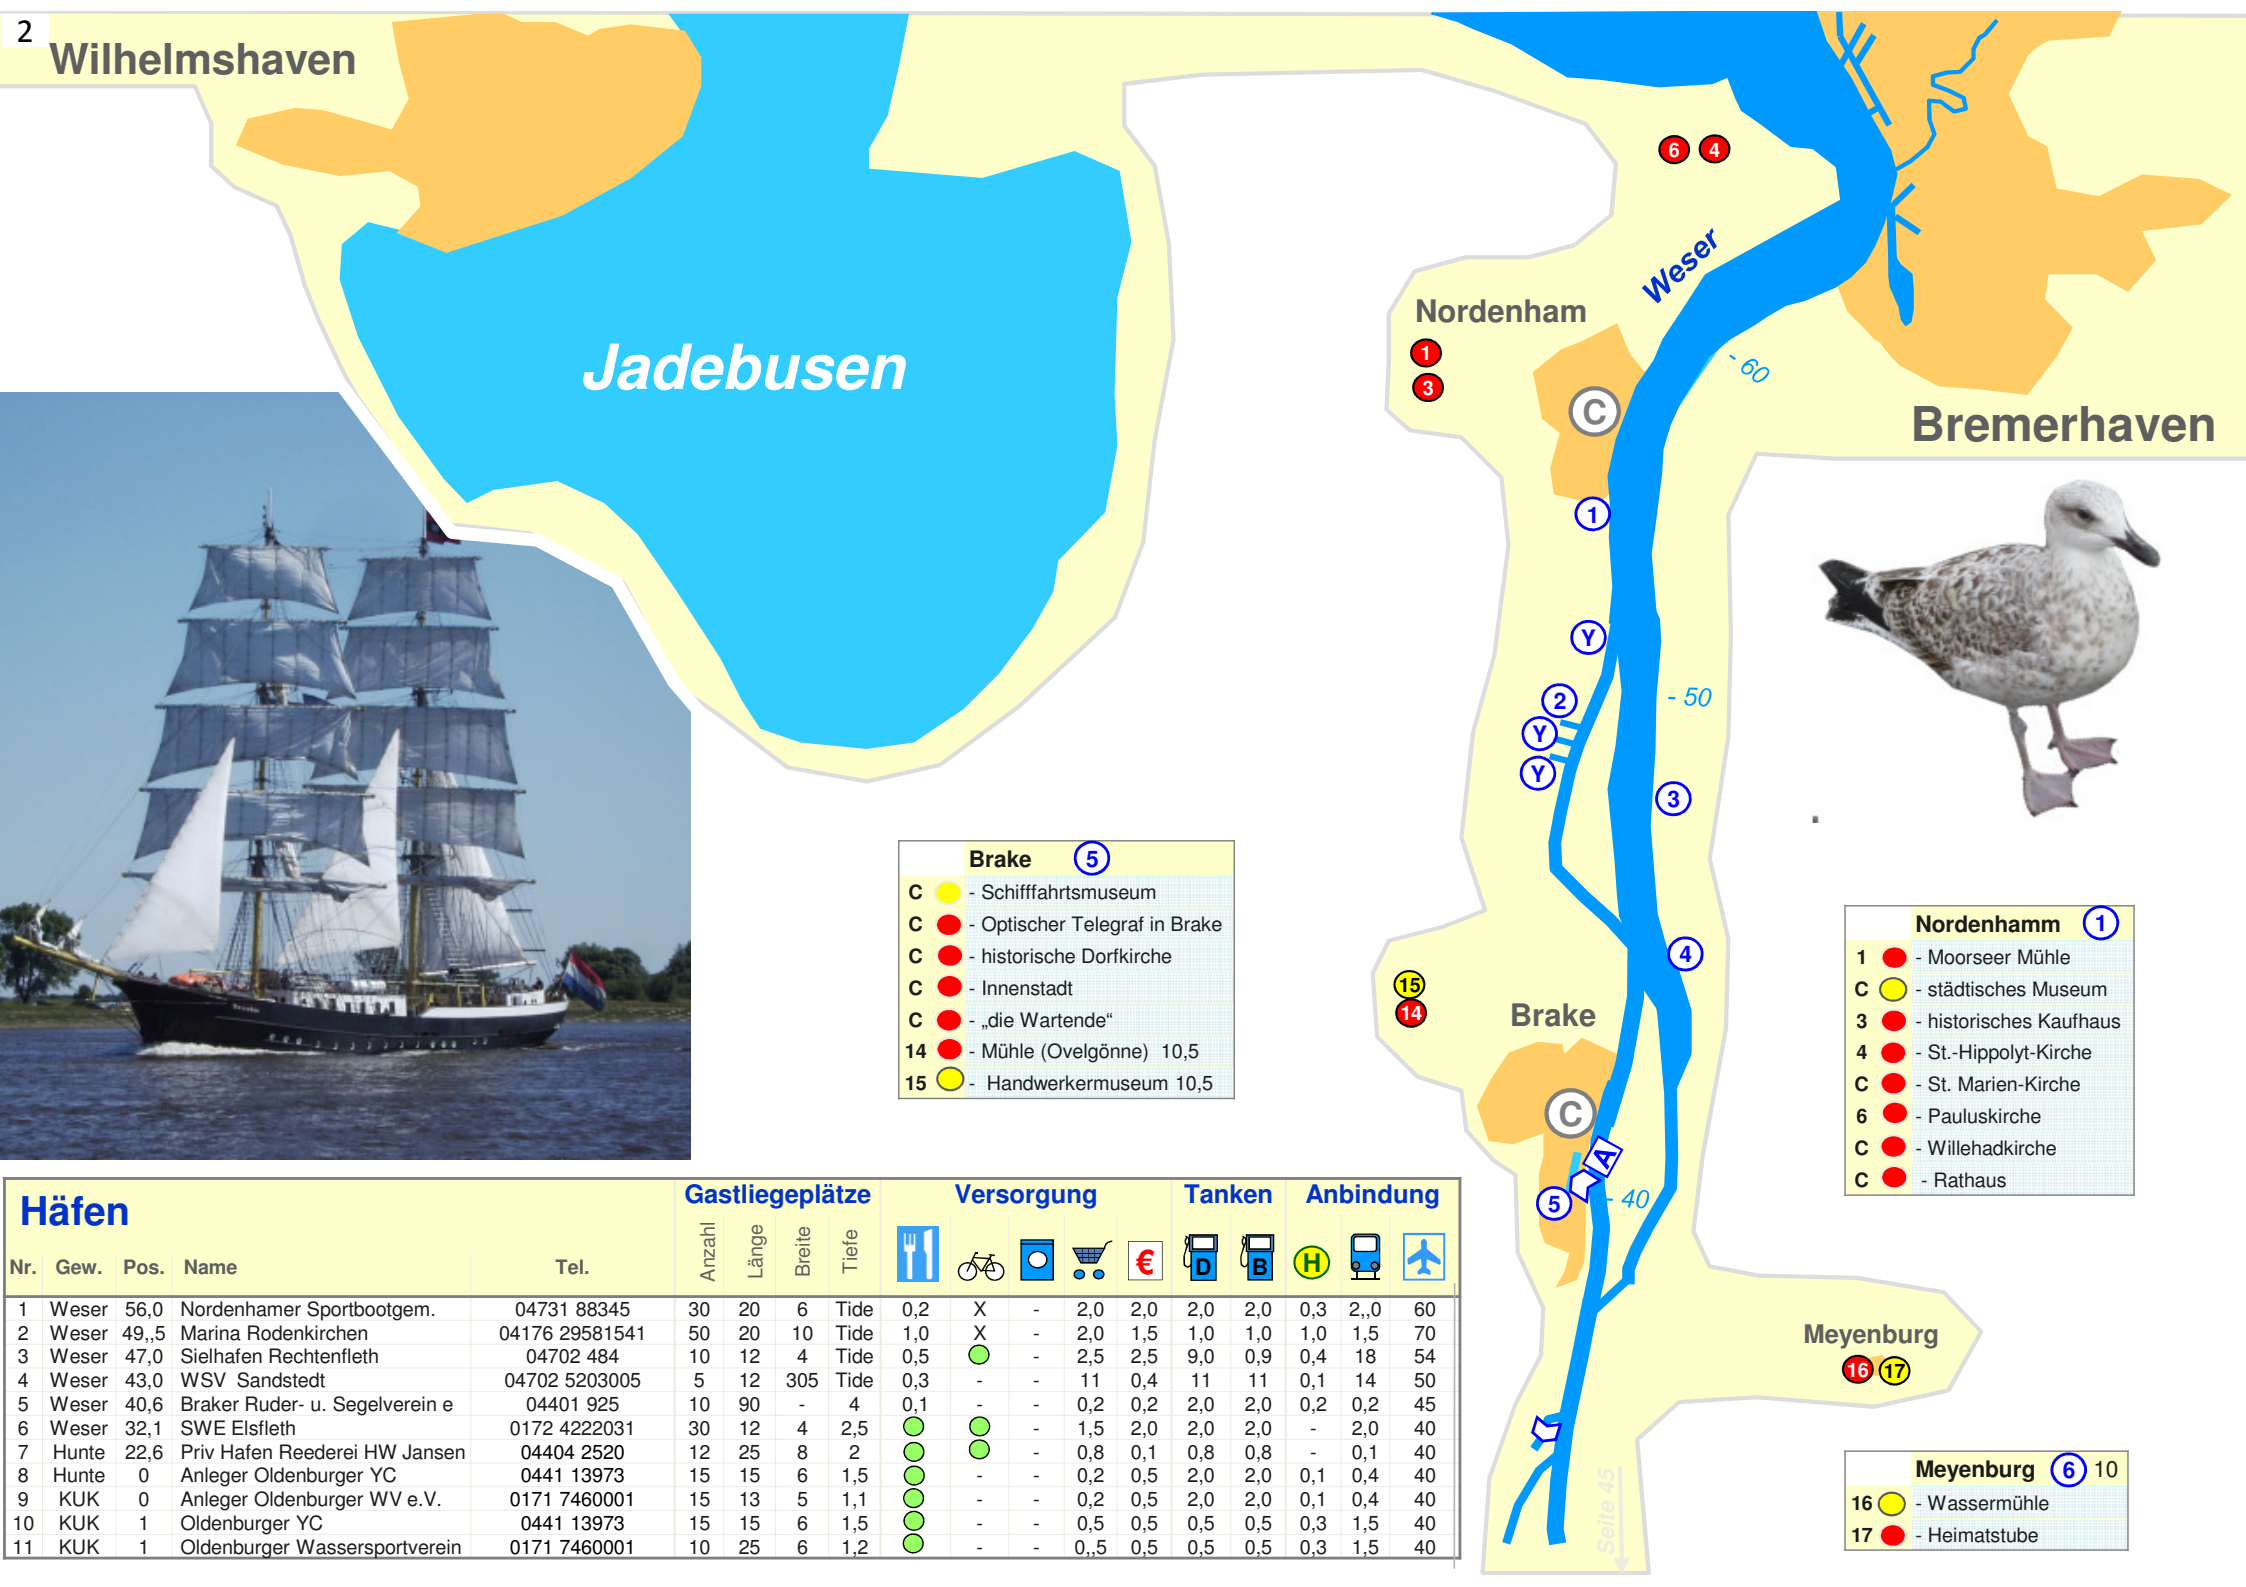 2
Wilhelmshaven
6 4
Weser
Nordenham
1
3
Jadebusen
- 60
C
Bremerhaven
1
Y
- 50
2
Y
Y
3
Brake 5
C - Schifffahrtsmuseum
C - Optischer Telegraf in Brake
C - historische Dorfkirche
C - Innenstadt
C - „die Wartende“
14 - Mühle (Ovelgönne) 10,5
15 - Handwerkermuseum 10,5
Nordenhamm 1
1 - Moorseer Mühle
C - städtisches Museum
3 - historisches Kaufhaus
4 - St.-Hippolyt-Kirche
C - St. Marien-Kirche
6 - Pauluskirche
C - Willehadkirche
C - Rathaus
4
15
14
Brake
C
A
5
- 40
Meyenburg
16 17
Meyenburg 6 10
16 - Wassermühle
17 - Heimatstube
Seite 45
Häfen Gastliegeplätze Versorgung Tanken Anbindung
Nr. Gew. Pos. Name Tel. Anzahl Länge Breite Tiefe € D B H
1 Weser 56,0 Nordenhamer Sportbootgem. 04731 88345 30 20 6 Tide 0,2 X - 2,0 2,0 2,0 2,0 0,3 2,,0 60
2 Weser 49,,5 Marina Rodenkirchen 04176 29581541 50 20 10 Tide 1,0 X - 2,0 1,5 1,0 1,0 1,0 1,5 70
3 Weser 47,0 Sielhafen Rechtenfleth 04702 484 10 12 4 Tide 0,5 - 2,5 2,5 9,0 0,9 0,4 18 54
4 Weser 43,0 WSV Sandstedt 04702 5203005 5 12 305 Tide 0,3 - - 11 0,4 11 11 0,1 14 50
5 Weser 40,6 Braker Ruder- u. Segelverein e 04401 925 10 90 - 4 0,1 - - 0,2 0,2 2,0 2,0 0,2 0,2 45
6 Weser 32,1 SWE Elsfleth 0172 4222031 30 12 4 2,5 - 1,5 2,0 2,0 2,0 - 2,0 40
7 Hunte 22,6 Priv Hafen Reederei HW Jansen 04404 2520 12 25 8 2 - 0,8 0,1 0,8 0,8 - 0,1 40
8 Hunte 0 Anleger Oldenburger YC 0441 13973 15 15 6 1,5 - - 0,2 0,5 2,0 2,0 0,1 0,4 40
9 KUK 0 Anleger Oldenburger WV e.V. 0171 7460001 15 13 5 1,1 - - 0,2 0,5 2,0 2,0 0,1 0,4 40
10 KUK 1 Oldenburger YC 0441 13973 15 15 6 1,5 - - 0,5 0,5 0,5 0,5 0,3 1,5 40
11 KUK 1 Oldenburger Wassersportverein 0171 7460001 10 25 6 1,2 - - 0,,5 0,5 0,5 0,5 0,3 1,5 40